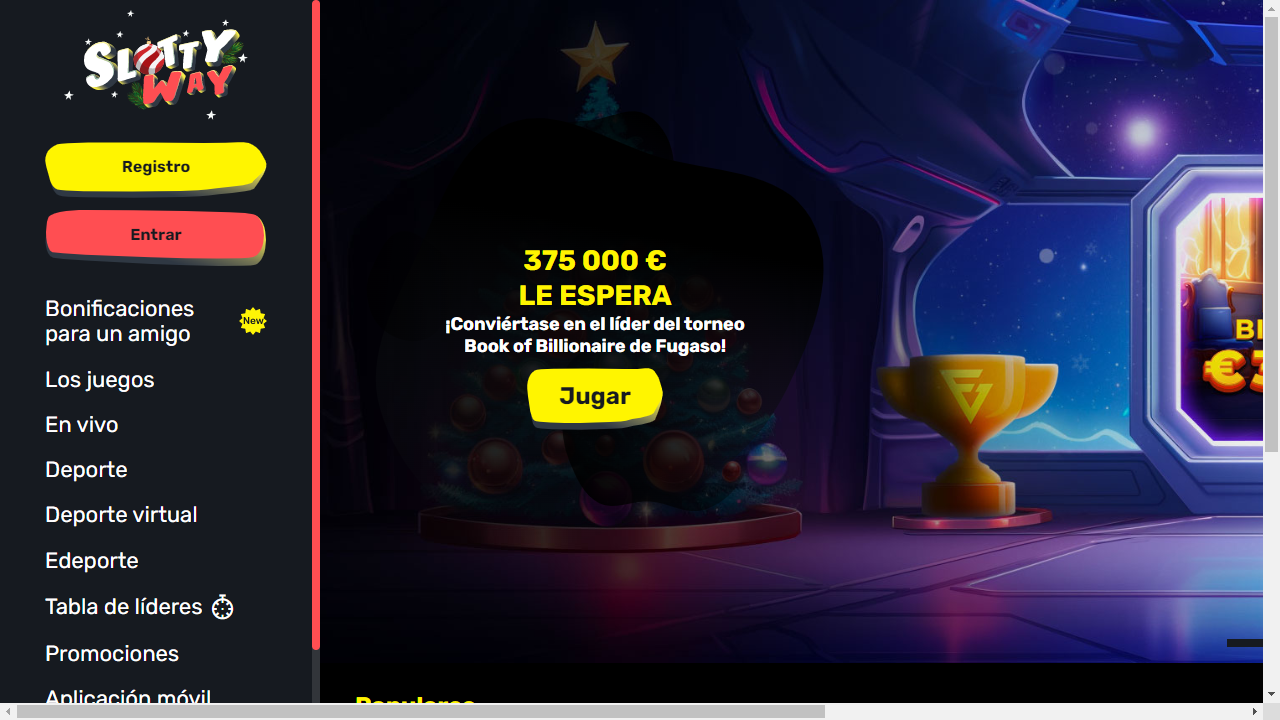 SLOTTY
WAY
Registro
Entrar
Bonificaciones
para un amigo
New
Los juegos
En vivo
Deporte
Deporte virtual
Edeporte
Tabla de líderes
Promociones
Aplicación móvil
375 000 €
LE ESPERA
¡Conviértase en el líder del torneo
Book of Billionaire de Fugaso!
Jugar
Populares